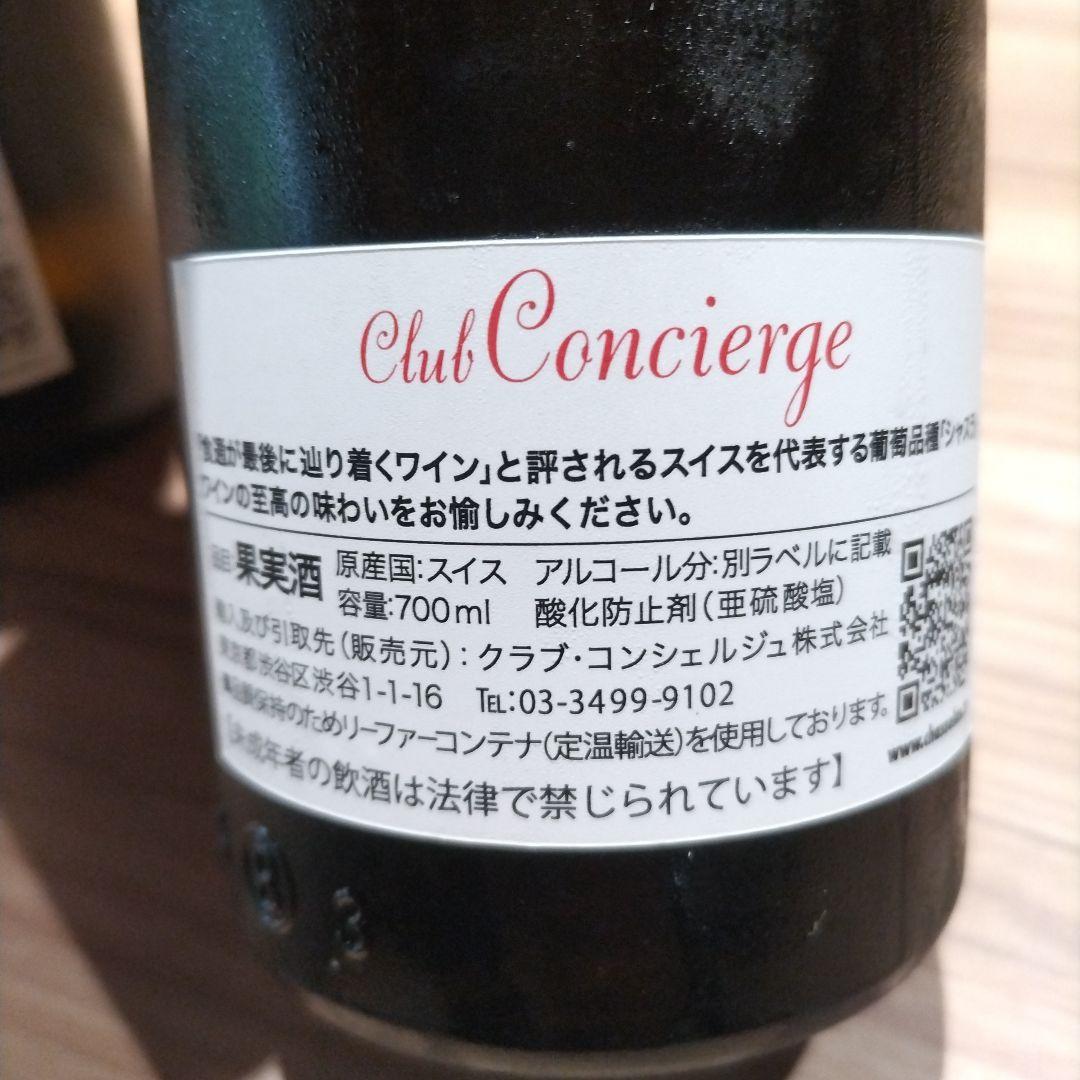 Club Concierge
食通が最後に辿り着くワイン」と評されるスイスを代表する葡萄品種「シャスラ
ワインの至高の味わいをお愉しみください。
品目:果実酒 原産国:スイス アルコール分:別ラベルに記載
容量:700ml 酸化防止剤(亜硫酸塩)
輸入及び引取先(販売元):クラブ・コンシェルジュ株式会社
東京都渋谷区渋谷1-1-16 TEL:03-3499-9102
■品質保持のためリーファーコンテナ(定温輸送)を使用しております。
【未成年者の飲酒は法律で禁じられています】
3